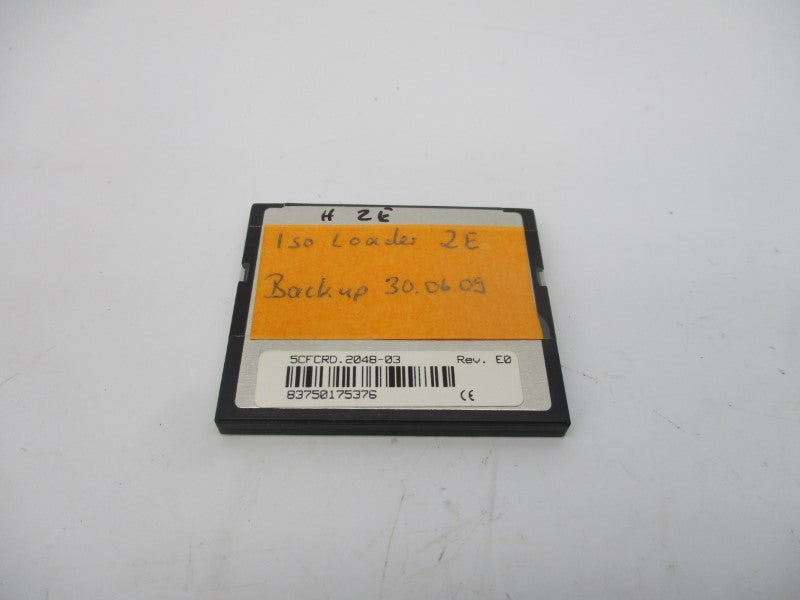 H 2E
Iso Loader 2E
Backup 30.06.09
5CFCRD.2048-03 Rev. E0
83750175376 CE